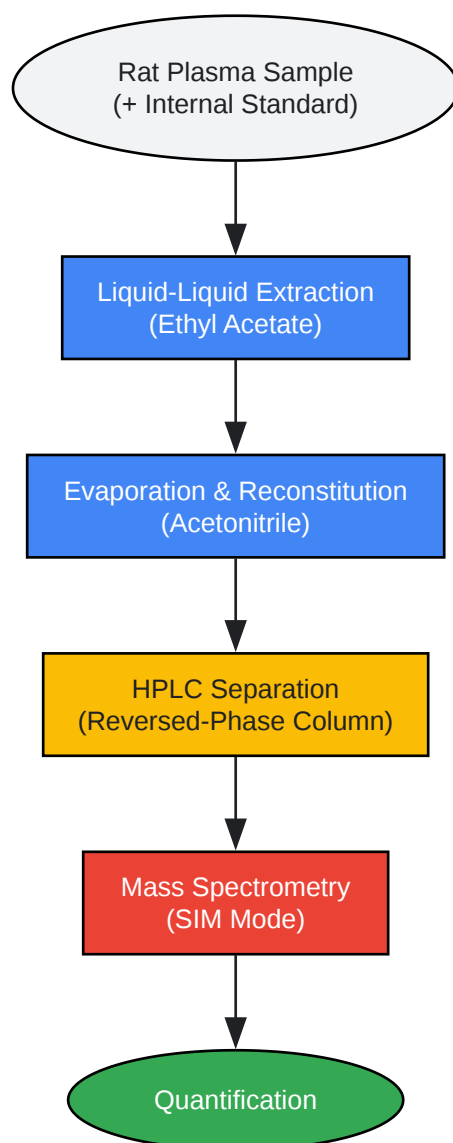 Rat Plasma Sample
(+ Internal Standard)
Liquid-Liquid Extraction
(Ethyl Acetate)
Evaporation & Reconstitution
(Acetonitrile)
HPLC Separation
(Reversed-Phase Column)
Mass Spectrometry
(SIM Mode)
Quantification